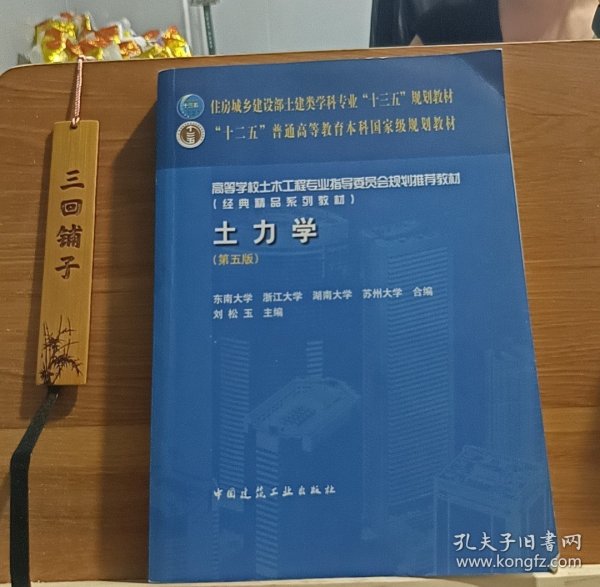 住房城乡建设部土建类学科专业“十三五”规划教材
“十二五”普通高等教育本科国家级规划教材
高等学校土木工程专业指导委员会规划推荐教材
(经典精品系列教材)
土力学
(第五版)
东南大学 浙江大学 湖南大学 苏州大学 合编
刘松玉 主编
中国建筑工业出版社
三回铺子
孔夫子旧书网
www.kongfz.com